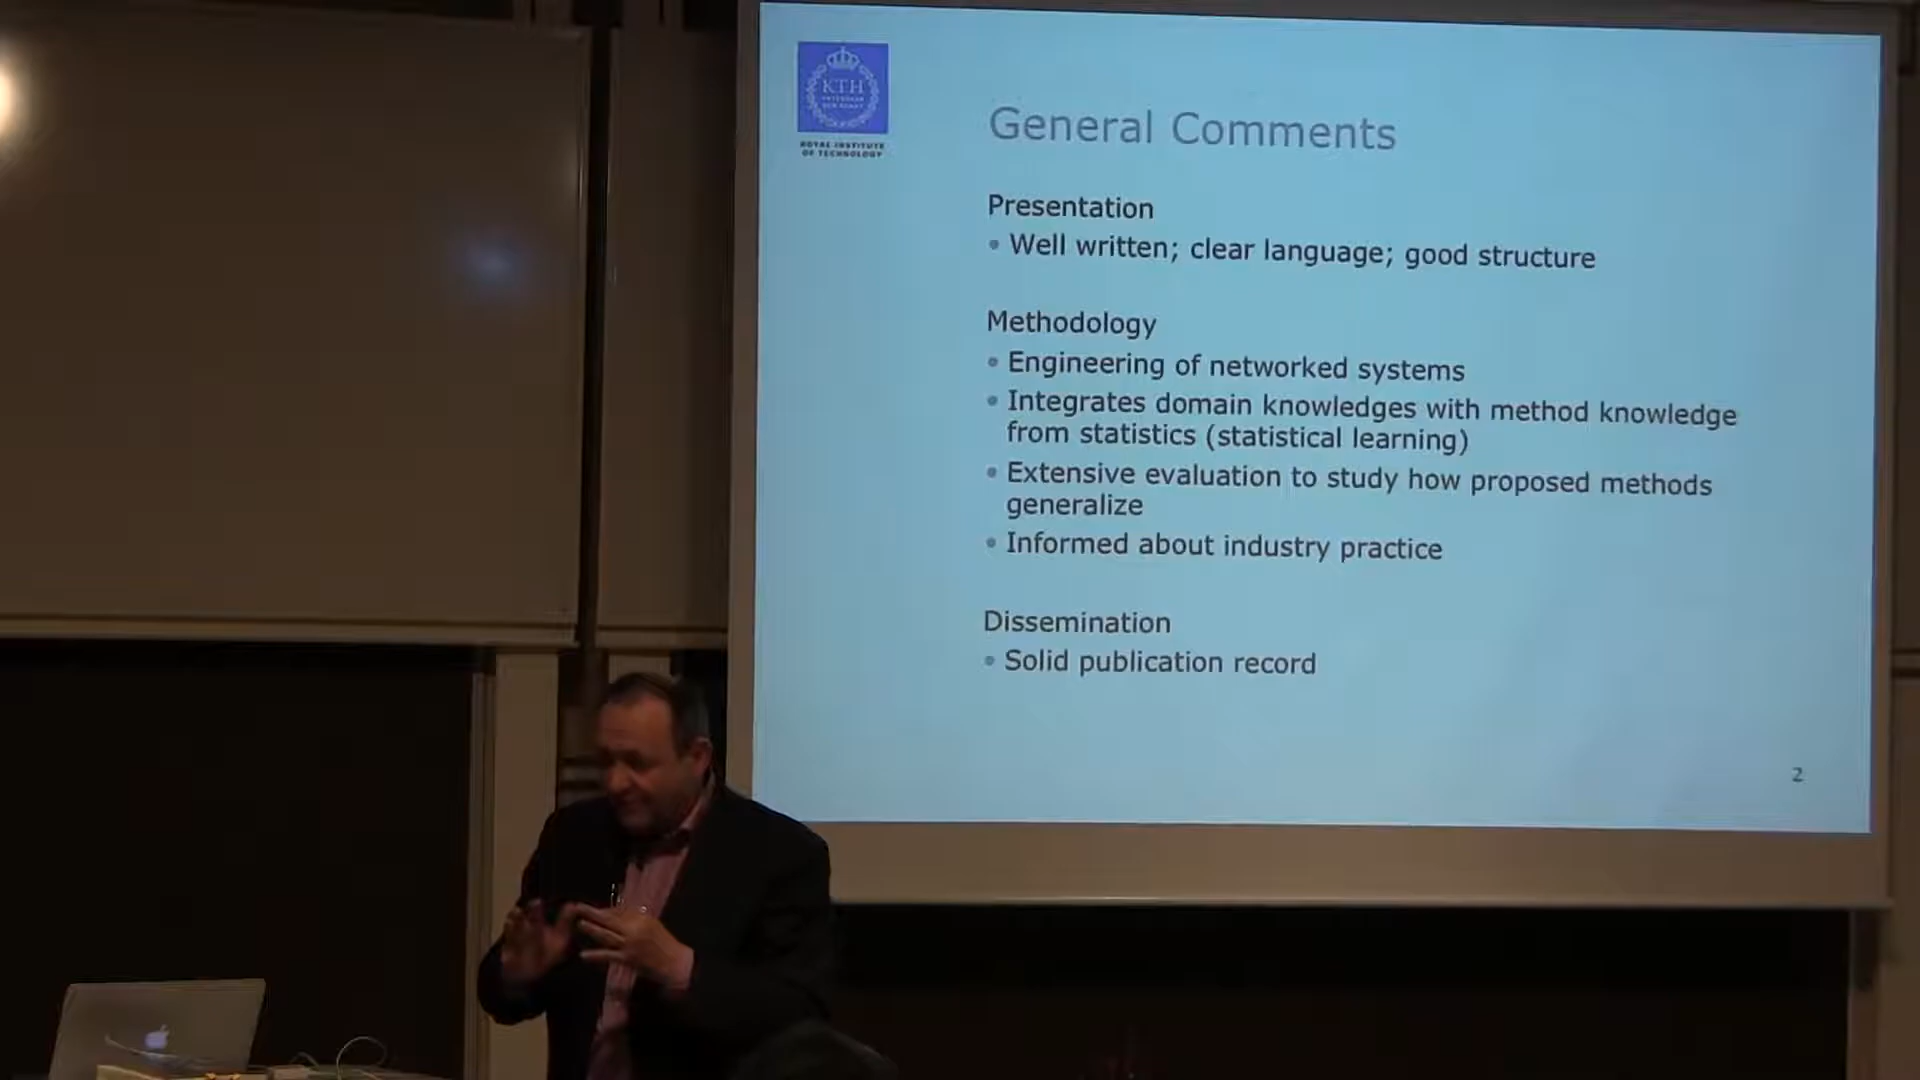 KTH
ROYAL INSTITUTE
OF TECHNOLOGY
General Comments
Presentation
• Well written; clear language; good structure
Methodology
• Engineering of networked systems
• Integrates domain knowledges with method knowledge
from statistics (statistical learning)
• Extensive evaluation to study how proposed methods
generalize
• Informed about industry practice
Dissemination
• Solid publication record
2